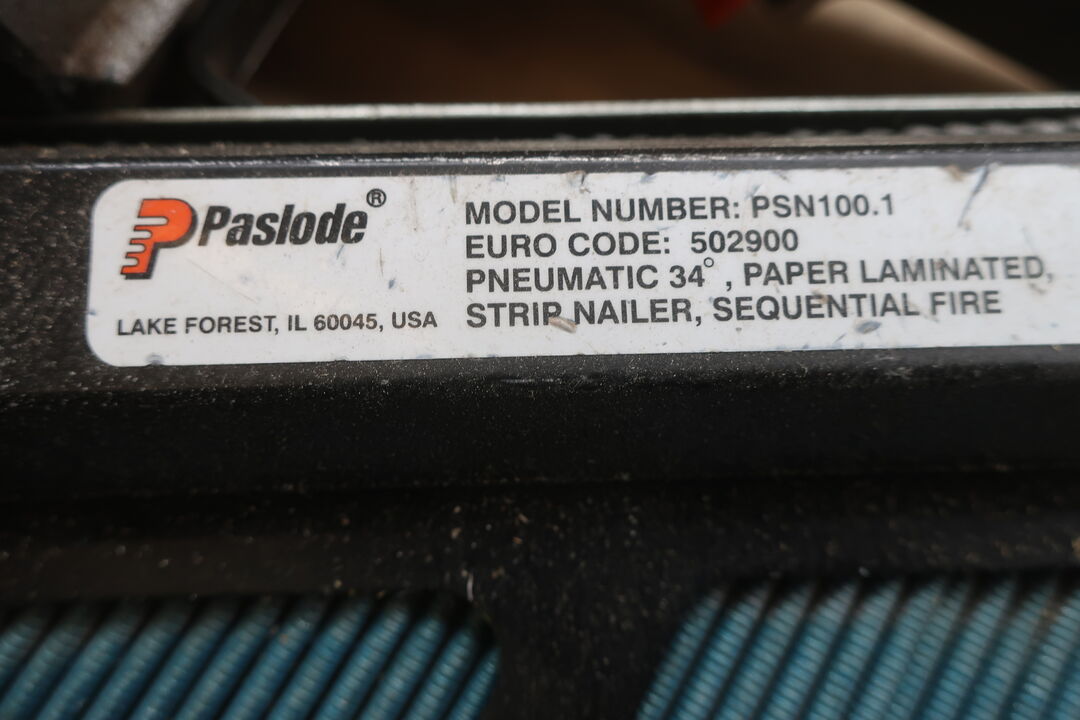 Paslode®
LAKE FOREST, IL 60045, USA
MODEL NUMBER: PSN100.1
EURO CODE: 502900
PNEUMATIC 34°, PAPER LAMINATED,
STRIP NAILER, SEQUENTIAL FIRE